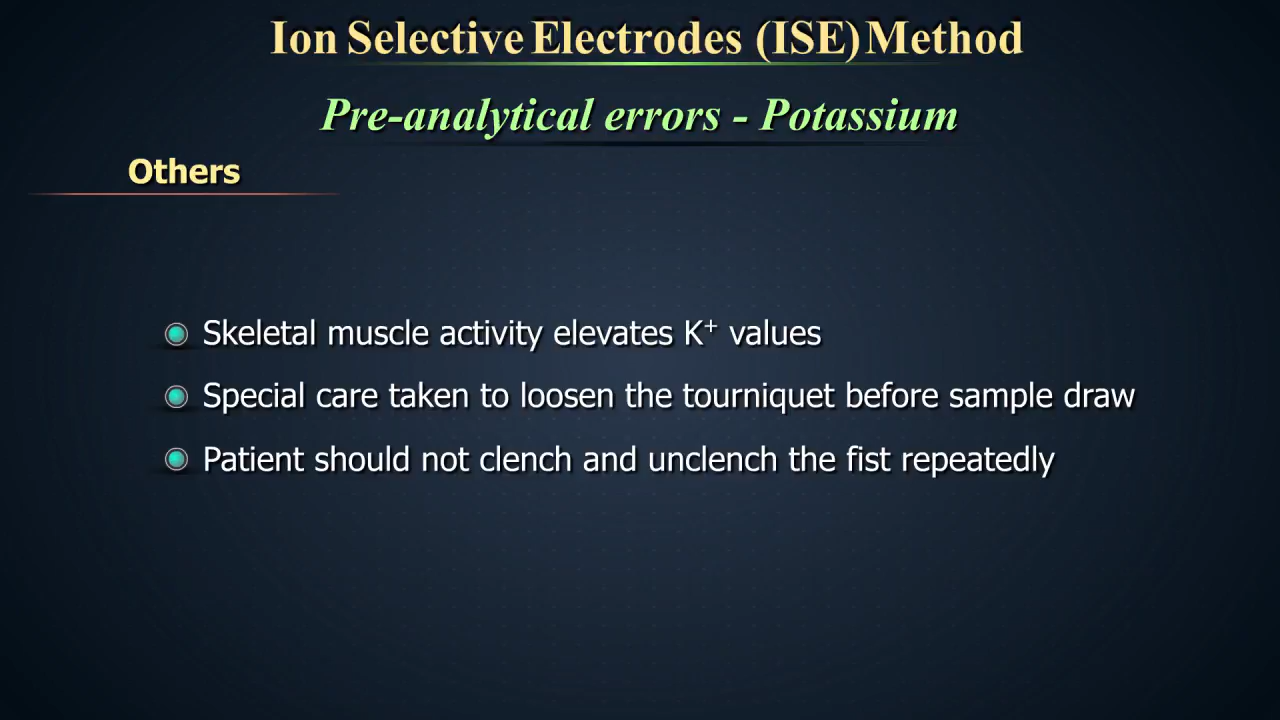 Ion Selective Electrodes (ISE) Method
Pre-analytical errors - Potassium
Others
Skeletal muscle activity elevates K⁺ values
Special care taken to loosen the tourniquet before sample draw
Patient should not clench and unclench the fist repeatedly